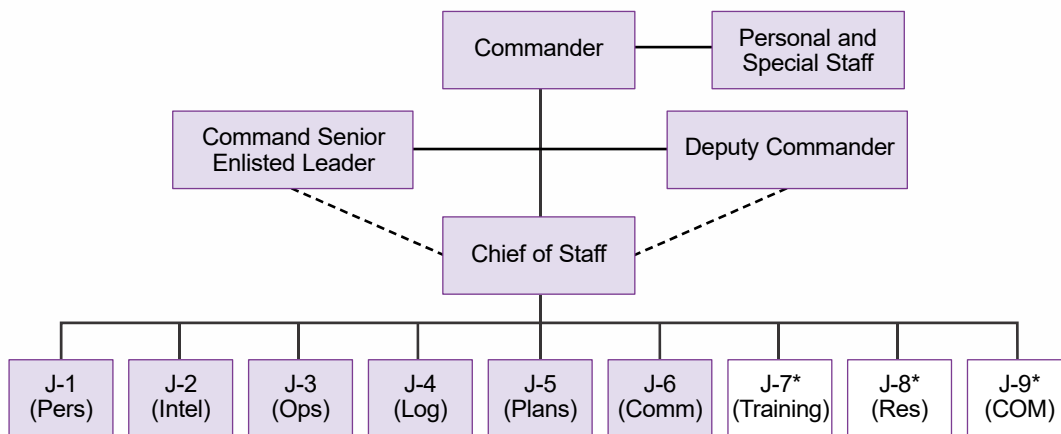 Commander
Personal and
Special Staff
Command Senior
Enlisted Leader
Deputy Commander
Chief of Staff
J-1
(Pers)
J-2
(Intel)
J-3
(Ops)
J-4
(Log)
J-5
(Plans)
J-6
(Comm)
J-7*
(Training)
J-8*
(Res)
J-9*
(COM)